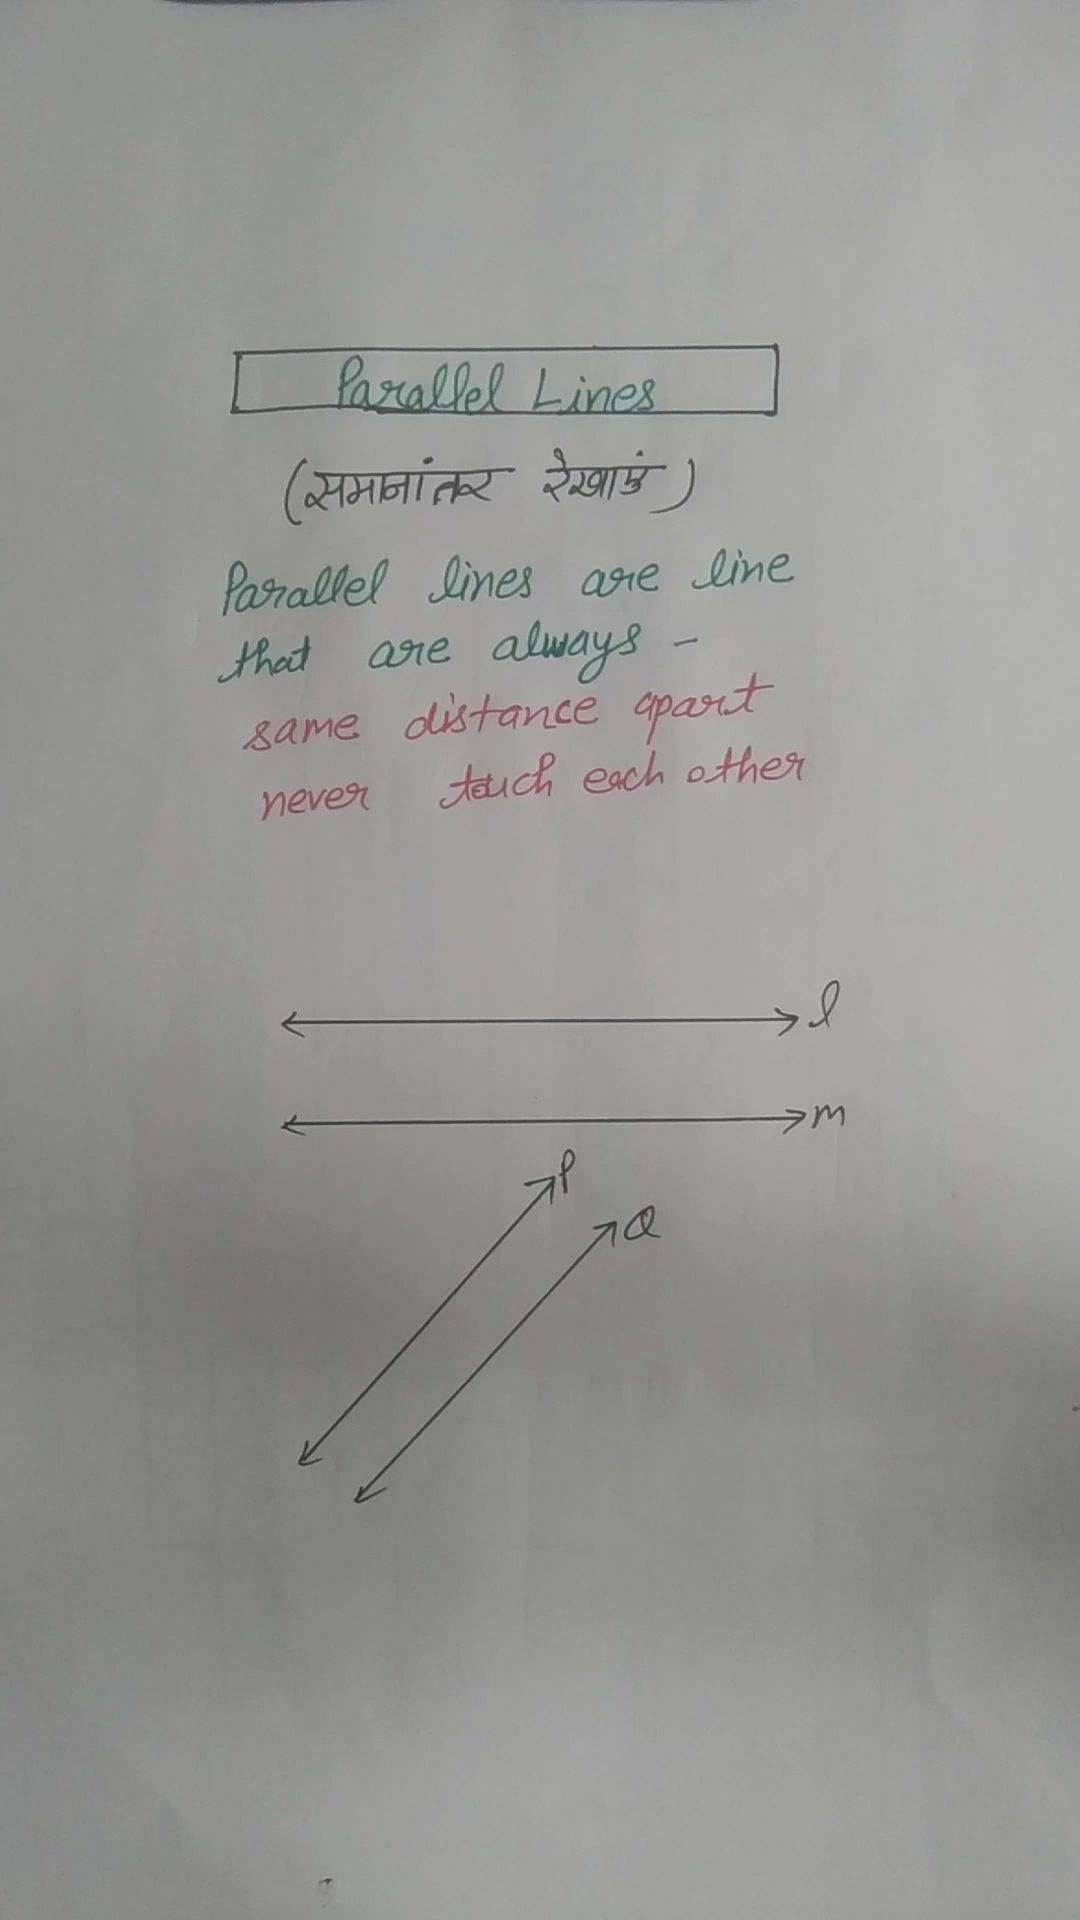 Parallel Lines
(समानांतर रेखाएं)
Parallel lines are line
that are always -
same distance apart
never touch each other
l
m
P
Q